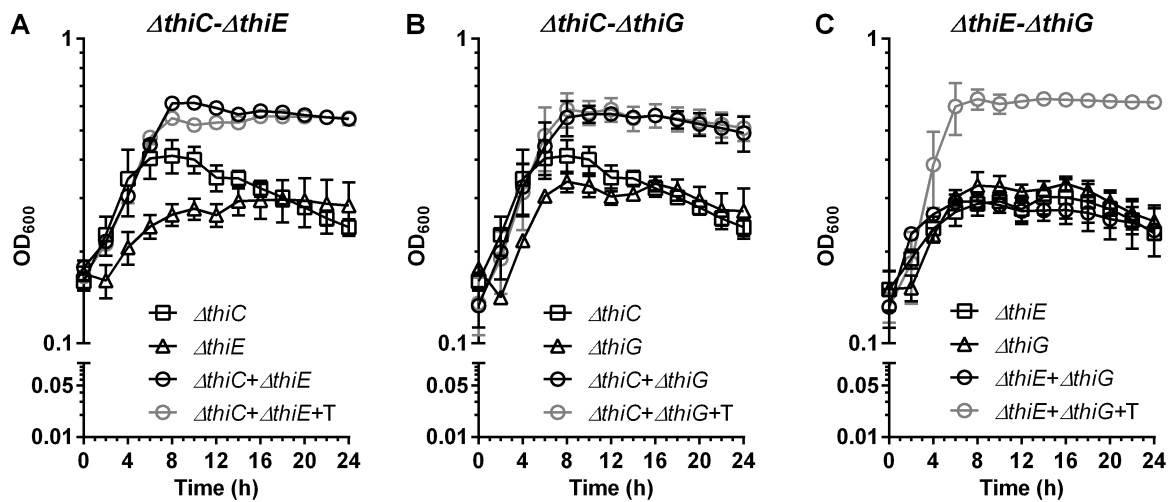 A ΔthiC-ΔthiE
1
OD600
0.1
0.05
0.01
ΔthiC
ΔthiE
ΔthiC+ΔthiE
ΔthiC+ΔthiE+T
0 4 8 12 16 20 24
Time (h)
B ΔthiC-ΔthiG
1
OD600
0.1
0.05
0.01
ΔthiC
ΔthiG
ΔthiC+ΔthiG
ΔthiC+ΔthiG+T
0 4 8 12 16 20 24
Time (h)
C ΔthiE-ΔthiG
1
OD600
0.1
0.05
0.01
ΔthiE
ΔthiG
ΔthiE+ΔthiG
ΔthiE+ΔthiG+T
0 4 8 12 16 20 24
Time (h)